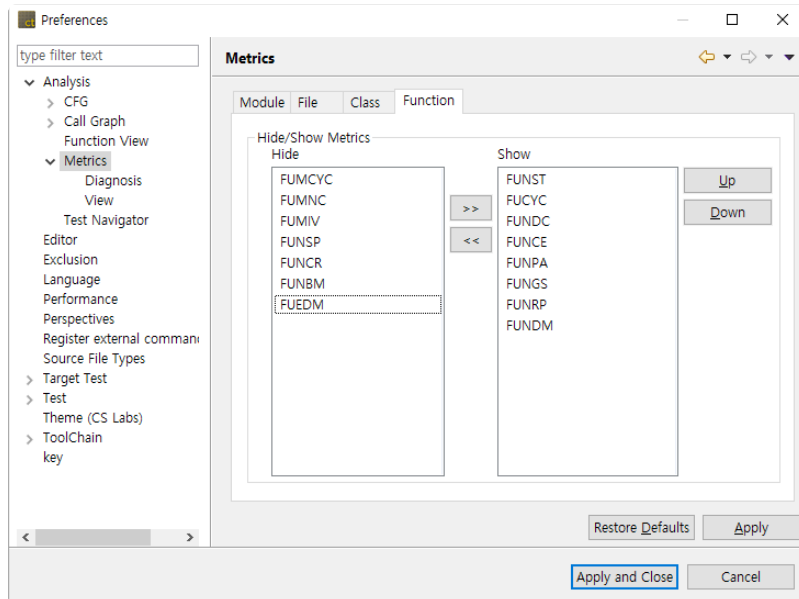 ct Preferences
type filter text
Analysis
CFG
Call Graph
Function View
Metrics
Diagnosis
View
Test Navigator
Editor
Exclusion
Language
Performance
Perspectives
Register external comman
Source File Types
Target Test
Test
Theme (CS Labs)
ToolChain
key
Metrics
Module File Class Function
Hide/Show Metrics
Hide
FUMCYC
FUMNC
FUMIV
FUNSP
FUNCR
FUNBM
FUEDM
>>
<<
Show
FUNST
FUCYC
FUNDC
FUNCE
FUNPA
FUNGS
FUNRP
FUNDM
Up
Down
Restore Defaults Apply
Apply and Close Cancel